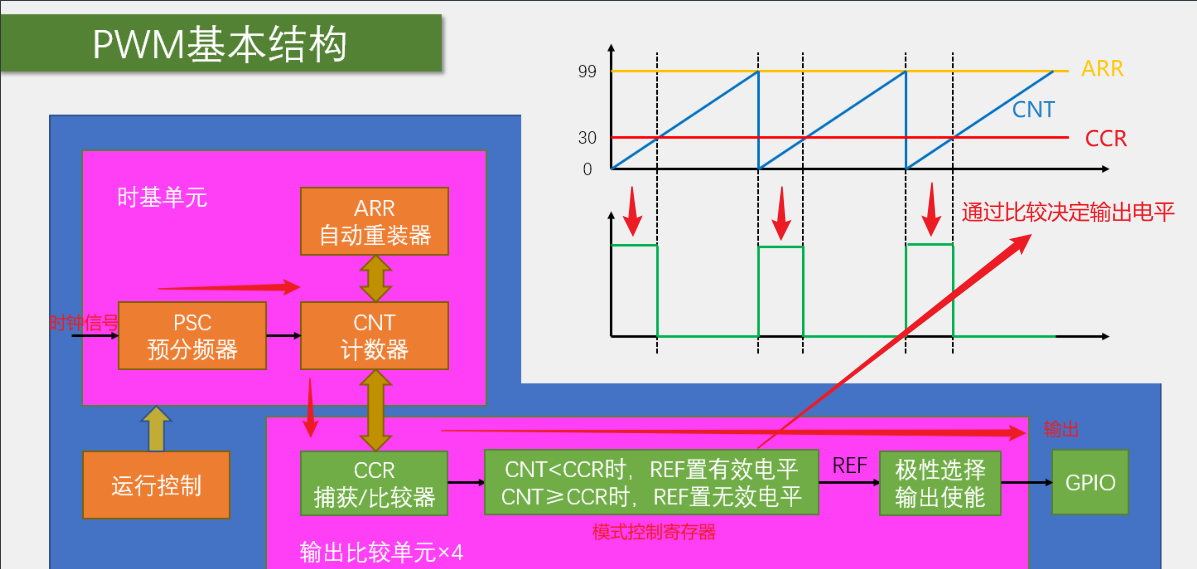 PWM基本结构
99
ARR
CNT
30
CCR
0
通过比较决定输出电平
时基单元
ARR
自动重装器
时钟信号
PSC
预分频器
CNT
计数器
运行控制
CCR
捕获/比较器
CNT<CCR时，REF置有效电平
CNT≥CCR时，REF置无效电平
模式控制寄存器
REF
极性选择
输出使能
输出
GPIO
输出比较单元×4